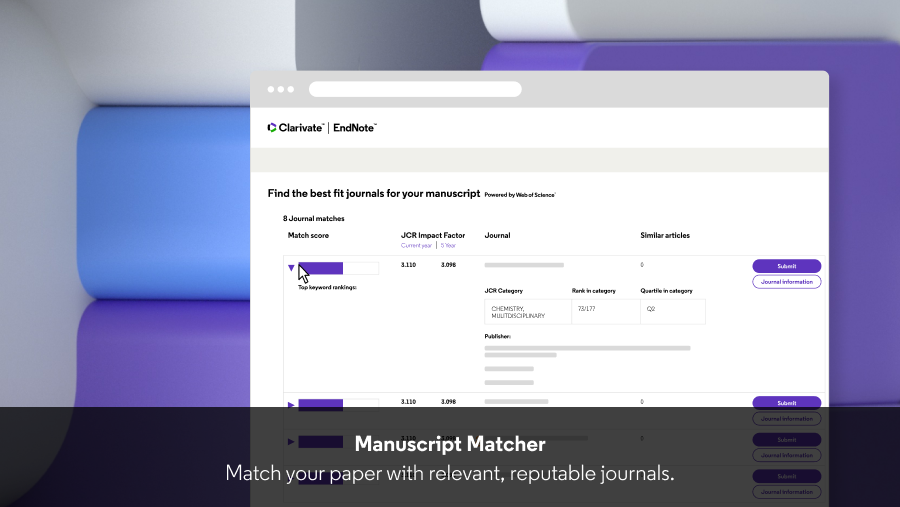 Clarivate™ | EndNote™
Find the best fit journals for your manuscript Powered by Web of Science™
8 Journal matches
Match score JCR Impact Factor Journal Similar articles
Current year | 5 Year
3.110 3.098 0 Submit
Journal information
Top keyword rankings:
JCR Category Rank in category Quartile in category
CHEMISTRY, 73/177 Q2
MULITDISCIPLINARY
Publisher:
3.110 3.098 0 Submit
Journal information
Submit
Manuscript Matcher
Journal information
Match your paper with relevant, reputable journals.
Submit
Journal information